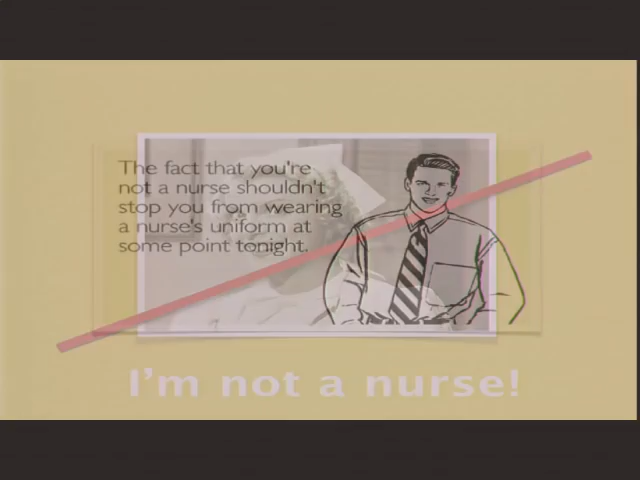 The fact that you're
not a nurse shouldn't
stop you from wearing
a nurse's uniform at
some point tonight.
I'm not a nurse!